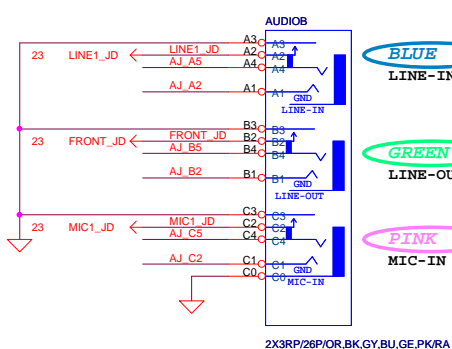 AUDIOB
A3 A3
23 LINE1_JD LINE1_JD A2 A2
AJ_A5 A4 A4
AJ_A2 A1 A1
GND
LINE-IN
BLUE
LINE-IN
B3 B3
23 FRONT_JD FRONT_JD B2 B2
AJ_B5 B4 B4
AJ_B2 B1 B1
GND
LINE-OUT
GREEN
LINE-OU
C3 C3
23 MIC1_JD MIC1_JD C2 C2
AJ_C5 C4 C4
AJ_C2 C1 C1
C0 C0
GND
MIC-IN
PINK
MIC-IN
2X3RP/26P/OR,BK,GY,BU,GE,PK/RA